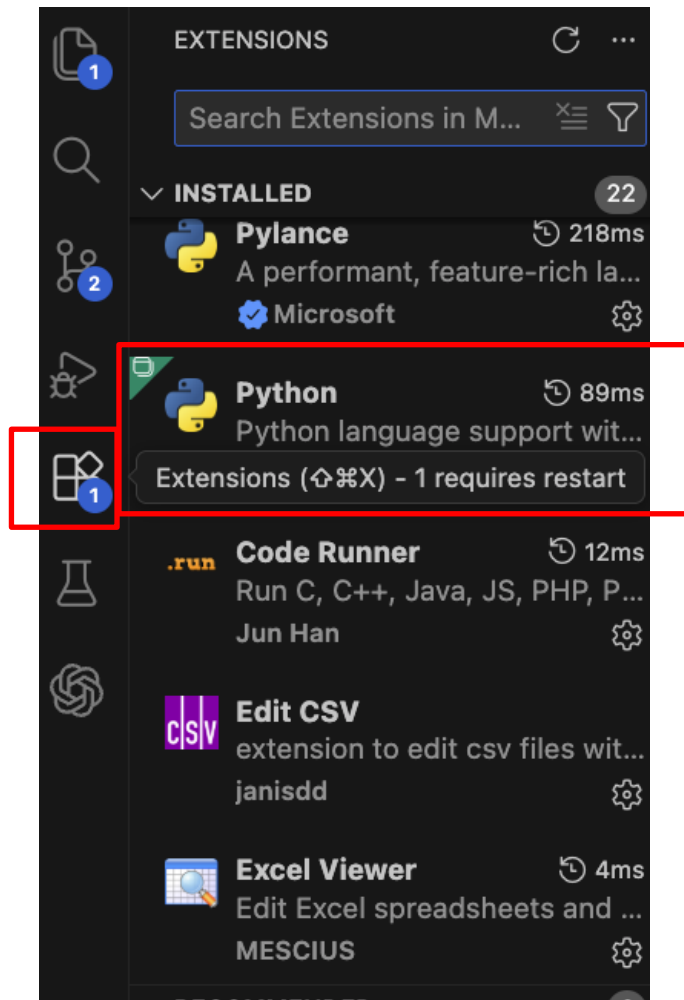 EXTENSIONS
1
Search Extensions in M...
INSTALLED
22
Pylance
218ms
A performant, feature-rich la...
2
Microsoft
Python
89ms
Python language support wit...
Extensions (⇧⌘X) - 1 requires restart
1
.run
Code Runner
12ms
Run C, C++, Java, JS, PHP, P...
Jun Han
Edit CSV
C|S|V
extension to edit csv files wit...
janisdd
Excel Viewer
4ms
Edit Excel spreadsheets and ...
MESCIUS